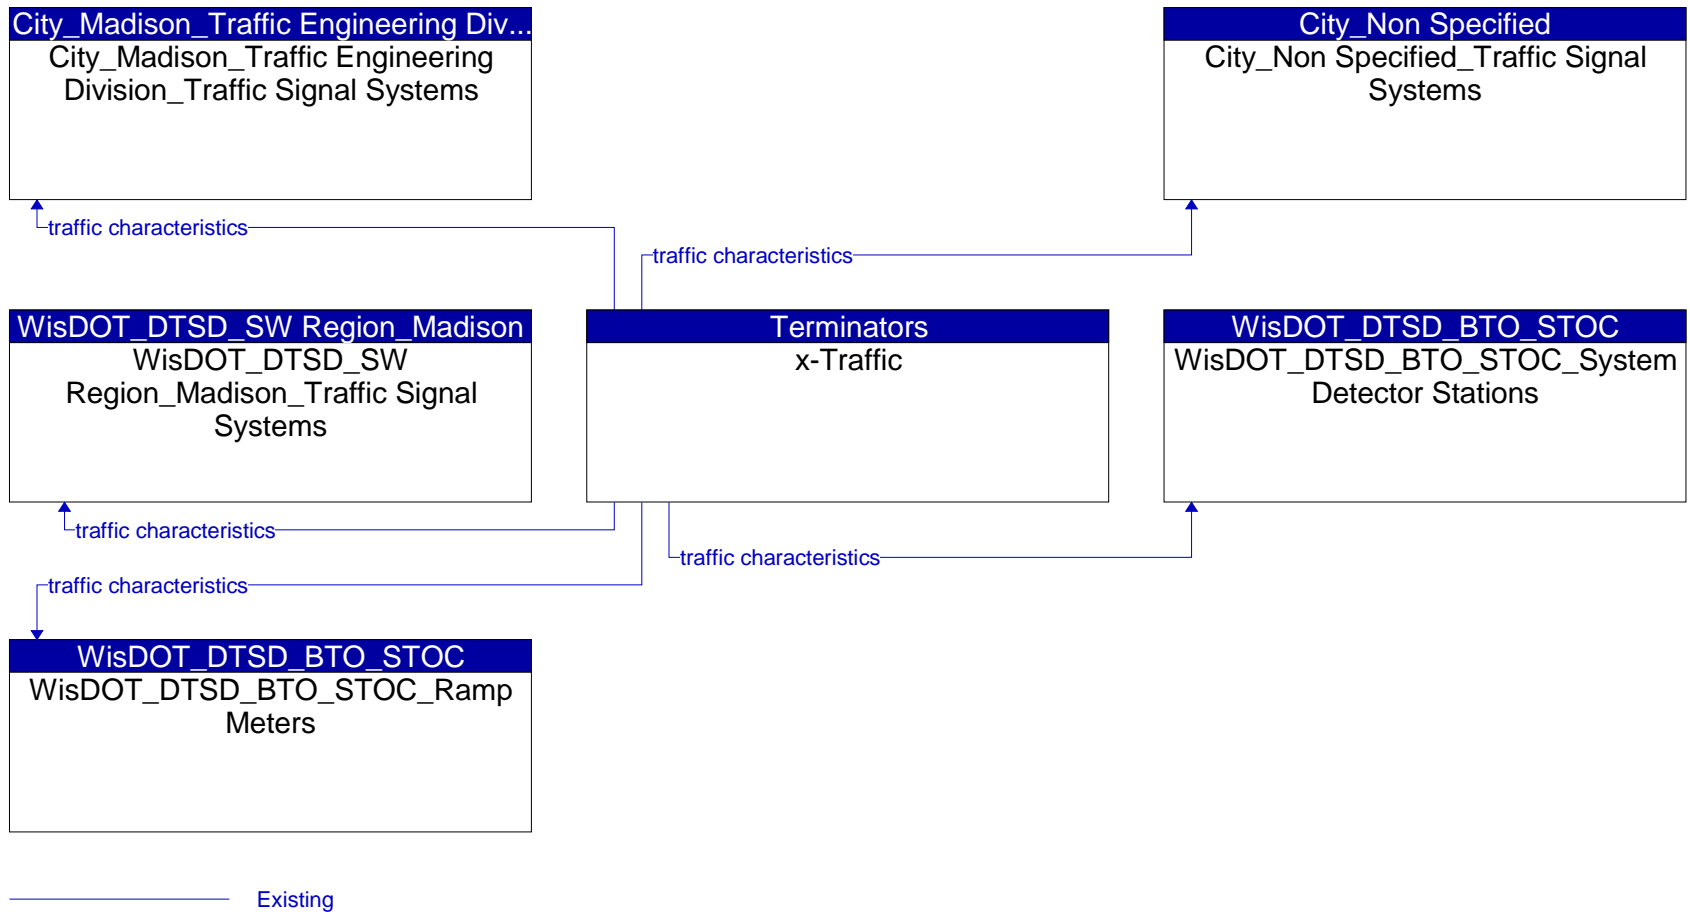 City_Madison_Traffic Engineering Div...
City_Madison_Traffic Engineering
Division_Traffic Signal Systems
City_Non Specified
City_Non Specified_Traffic Signal
Systems
traffic characteristics
traffic characteristics
WisDOT_DTSD_SW Region_Madison
WisDOT_DTSD_SW
Region_Madison_Traffic Signal
Systems
Terminators
x-Traffic
WisDOT_DTSD_BTO_STOC
WisDOT_DTSD_BTO_STOC_System
Detector Stations
traffic characteristics
traffic characteristics
traffic characteristics
WisDOT_DTSD_BTO_STOC
WisDOT_DTSD_BTO_STOC_Ramp
Meters
Existing